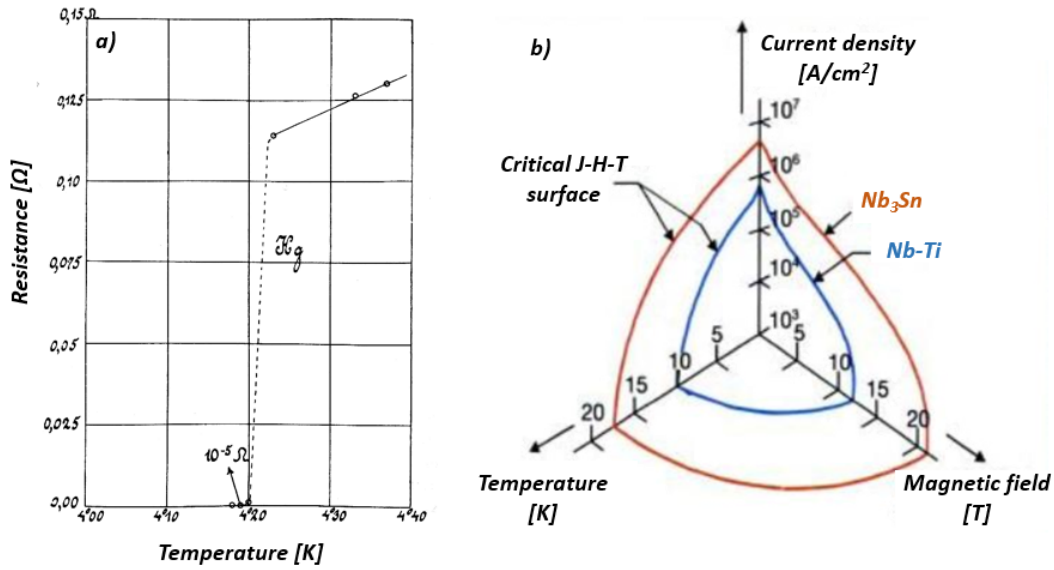 a)
0,15 Ω
0,125
0,10
0,075
0,05
0,025
0,00
Resistance [Ω]
Hg
10⁻⁵ Ω
4°00 4°10 4°20 4°30 4°40
Temperature [K]
b)
Current density
[A/cm²]
10⁷
10⁶
10⁵
10⁴
10³
Critical J-H-T
surface
Nb₃Sn
Nb-Ti
5
10
15
20
5
10
15
20
Temperature
[K]
Magnetic field
[T]